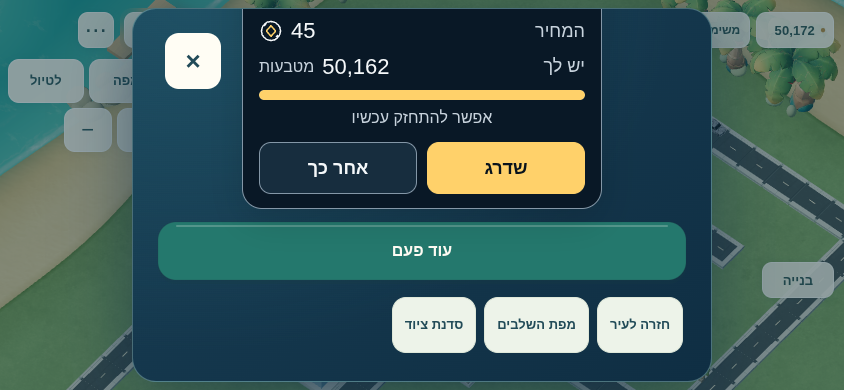 50,172
משימ
...
לטיול
מפה
—
בנייה
×
המחיר 45
יש לך 50,162 מטבעות
אפשר להתחזק עכשיו
שדרג
אחר כך
עוד פעם
חזרה לעיר
מפת השלבים
סדנת ציוד